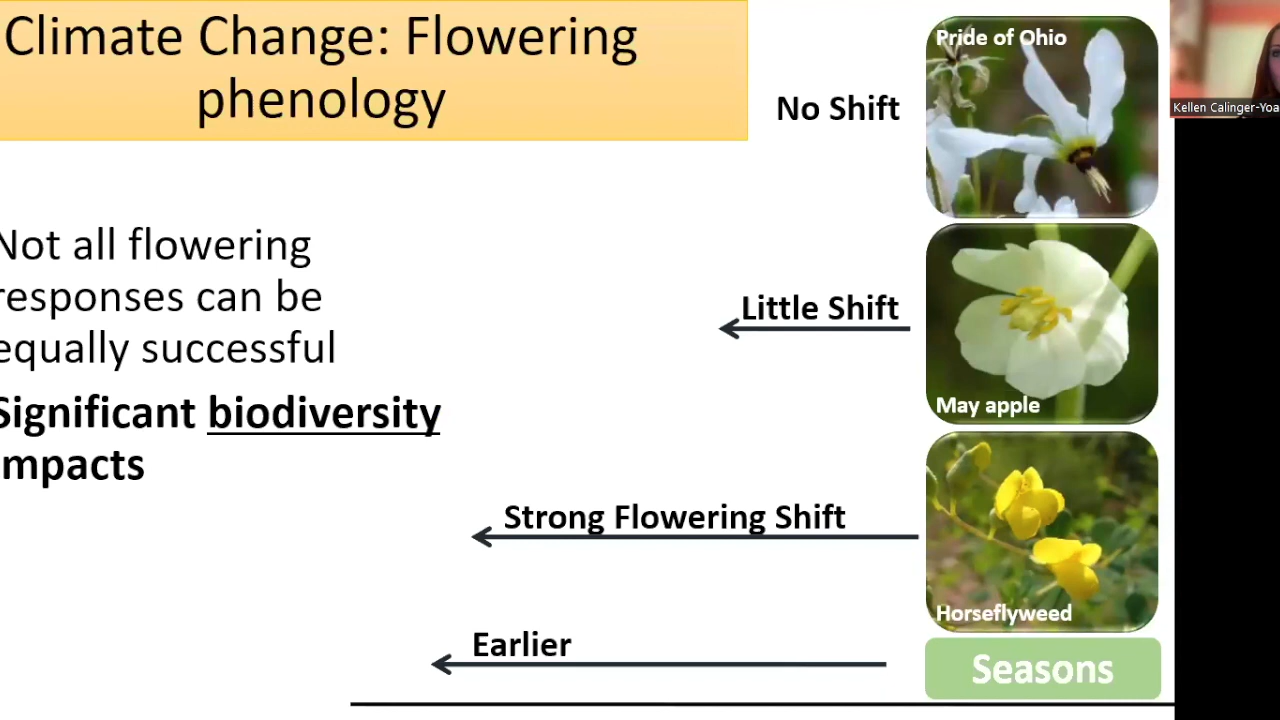 Climate Change: Flowering
phenology
Not all flowering
responses can be
equally successful
Significant biodiversity
impacts
No Shift
Pride of Ohio
Little Shift
May apple
Strong Flowering Shift
Horseflyweed
Earlier
Seasons
Kellen Calinger-Yoa